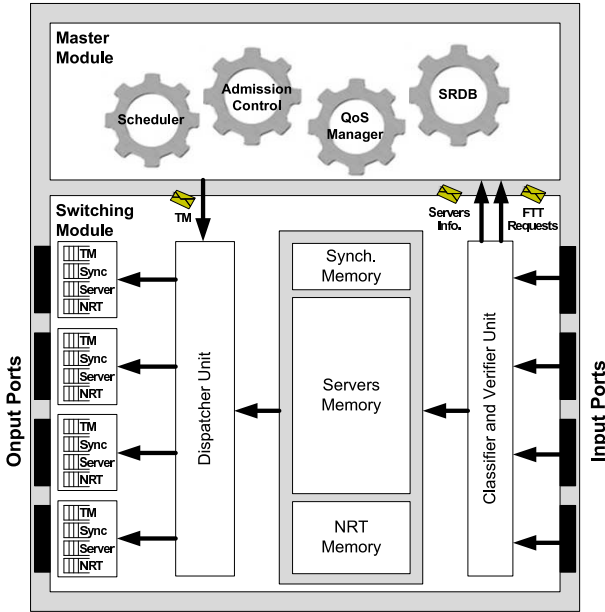 Master
Module
Scheduler
Admission
Control
QoS
Manager
SRDB
TM
Servers
Info.
FTT
Requests
Switching
Module
TM
Sync
Server
NRT
TM
Sync
Server
NRT
TM
Sync
Server
NRT
TM
Sync
Server
NRT
Onput Ports
Dispatcher Unit
Synch.
Memory
Servers
Memory
NRT
Memory
Classifier and Verifier Unit
Input Ports